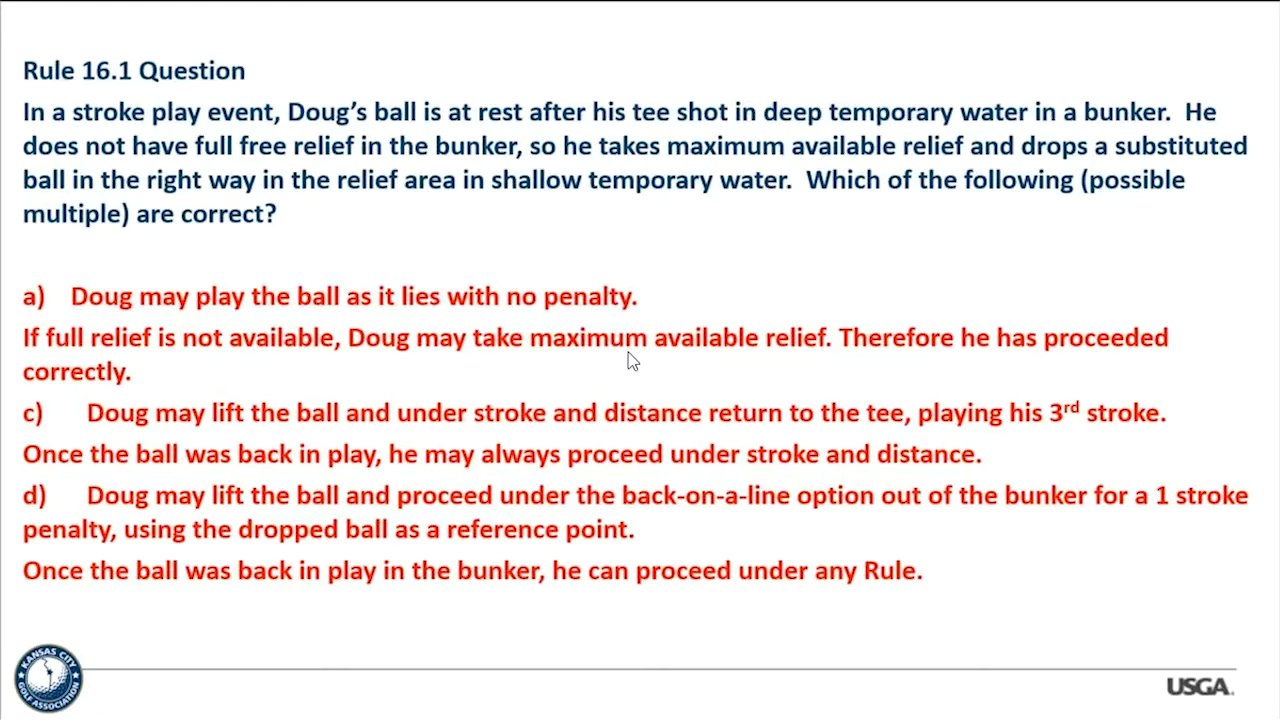 Rule 16.1 Question
In a stroke play event, Doug’s ball is at rest after his tee shot in deep temporary water in a bunker.  He
does not have full free relief in the bunker, so he takes maximum available relief and drops a substituted
ball in the right way in the relief area in shallow temporary water.  Which of the following (possible
multiple) are correct?
a) Doug may play the ball as it lies with no penalty.
If full relief is not available, Doug may take maximum available relief. Therefore he has proceeded
correctly.
c) Doug may lift the ball and under stroke and distance return to the tee, playing his 3rd stroke.
Once the ball was back in play, he may always proceed under stroke and distance.
d) Doug may lift the ball and proceed under the back-on-a-line option out of the bunker for a 1 stroke
penalty, using the dropped ball as a reference point.
Once the ball was back in play in the bunker, he can proceed under any Rule.
KANSAS CITY
GOLF ASSOCIATION
USGA.